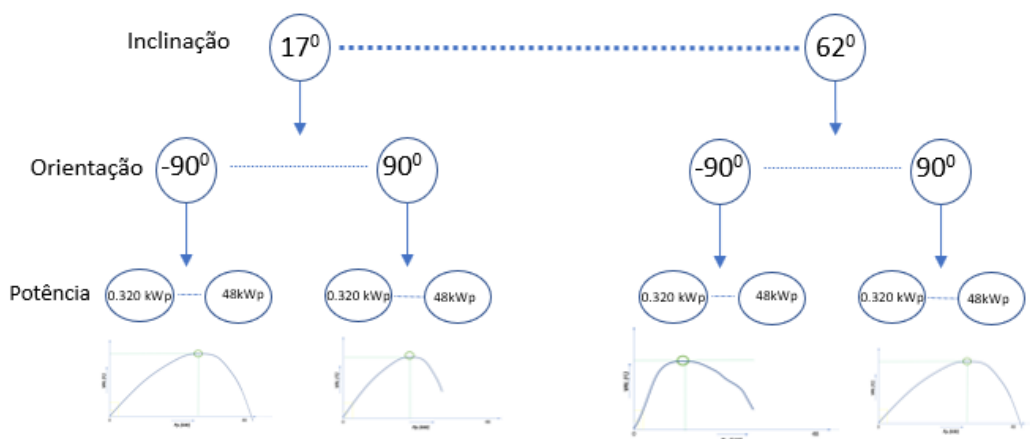 Inclinação 17⁰ 62⁰
Orientação -90⁰ 90⁰ -90⁰ 90⁰
Potência 0.320 kWp 48kWp 0.320 kWp 48kWp 0.320 kWp 48kWp 0.320 kWp 48kWp